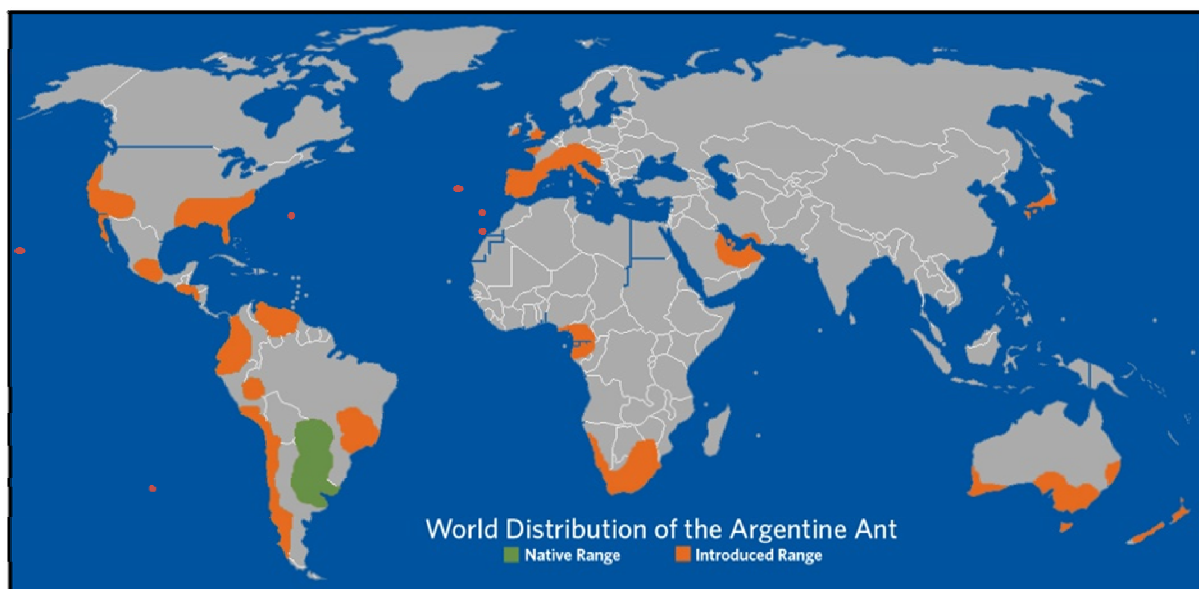 World Distribution of the Argentine Ant
Native Range Introduced Range